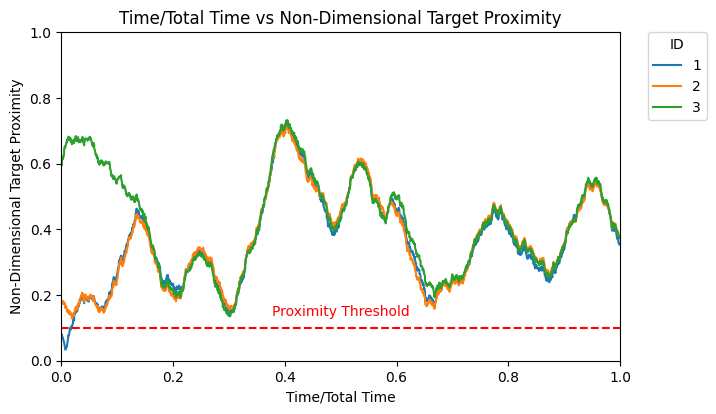 Time/Total Time vs Non-Dimensional Target Proximity
ID
1
2
3
Non-Dimensional Target Proximity
1.0
0.8
0.6
0.4
0.2
0.0
Proximity Threshold
0.0 0.2 0.4 0.6 0.8 1.0
Time/Total Time